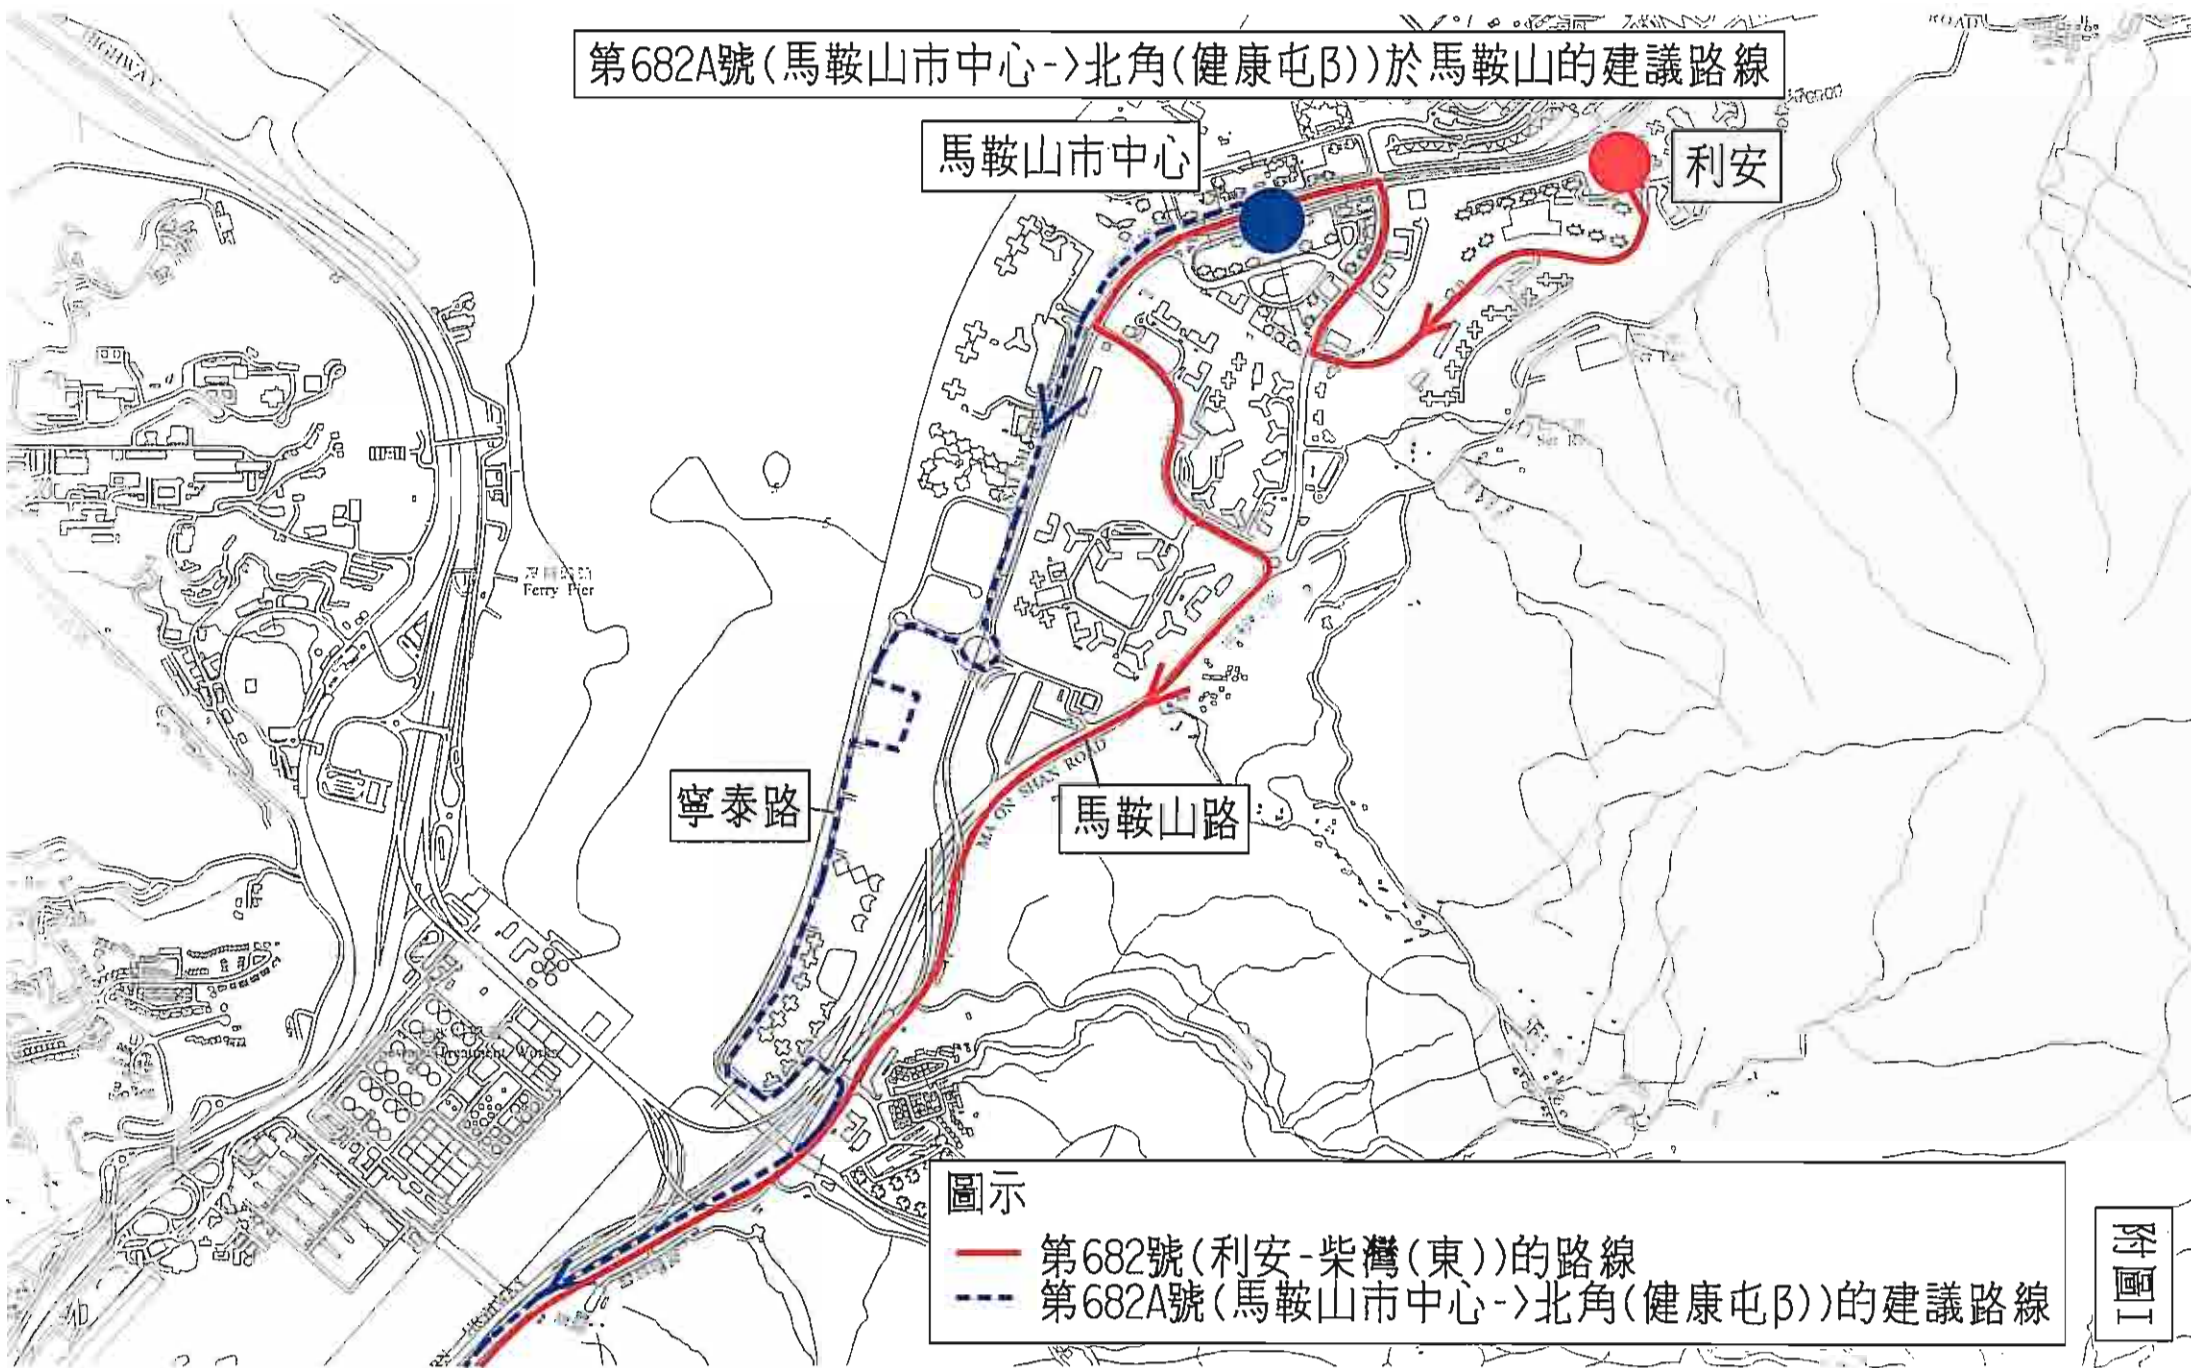 第682A號(馬鞍山市中心->北角(健康屯β))於馬鞍山的建議路線
HIGHWAY
ROAD
馬鞍山市中心
利安
Ferry Pier
寧泰路
MA ON SHAN ROAD
馬鞍山路
Treatment Works
圖示
第682號(利安-柴灣(東))的路線
第682A號(馬鞍山市中心->北角(健康屯β))的建議路線
附圖I